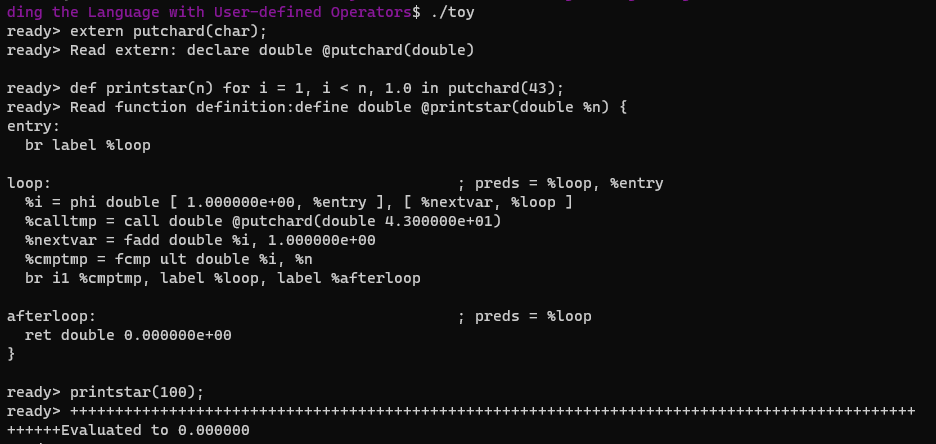 ding the Language with User-defined Operators$ ./toy
ready> extern putchard(char);
ready> Read extern: declare double @putchard(double)
ready> def printstar(n) for i = 1, i < n, 1.0 in putchard(43);
ready> Read function definition:define double @printstar(double %n) {
entry:
  br label %loop
loop:                                             ; preds = %loop, %entry
  %i = phi double [ 1.000000e+00, %entry ], [ %nextvar, %loop ]
  %calltmp = call double @putchard(double 4.300000e+01)
  %nextvar = fadd double %i, 1.000000e+00
  %cmptmp = fcmp ult double %i, %n
  br i1 %cmptmp, label %loop, label %afterloop
afterloop:                                        ; preds = %loop
  ret double 0.000000e+00
}
ready> printstar(100);
ready> ++++++++++++++++++++++++++++++++++++++++++++++++++++++++++++++++++++++++++++++++++++++++++++++
++++++Evaluated to 0.000000